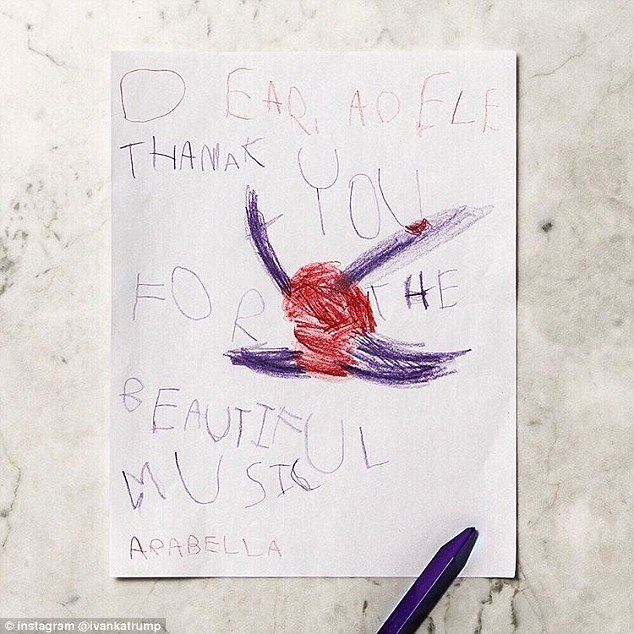 DEAR, ADELE
THANAK YOU
FOR THE
BEAUTIFUL
MUSIC
ARABELLA
© instagram @ivankatrump